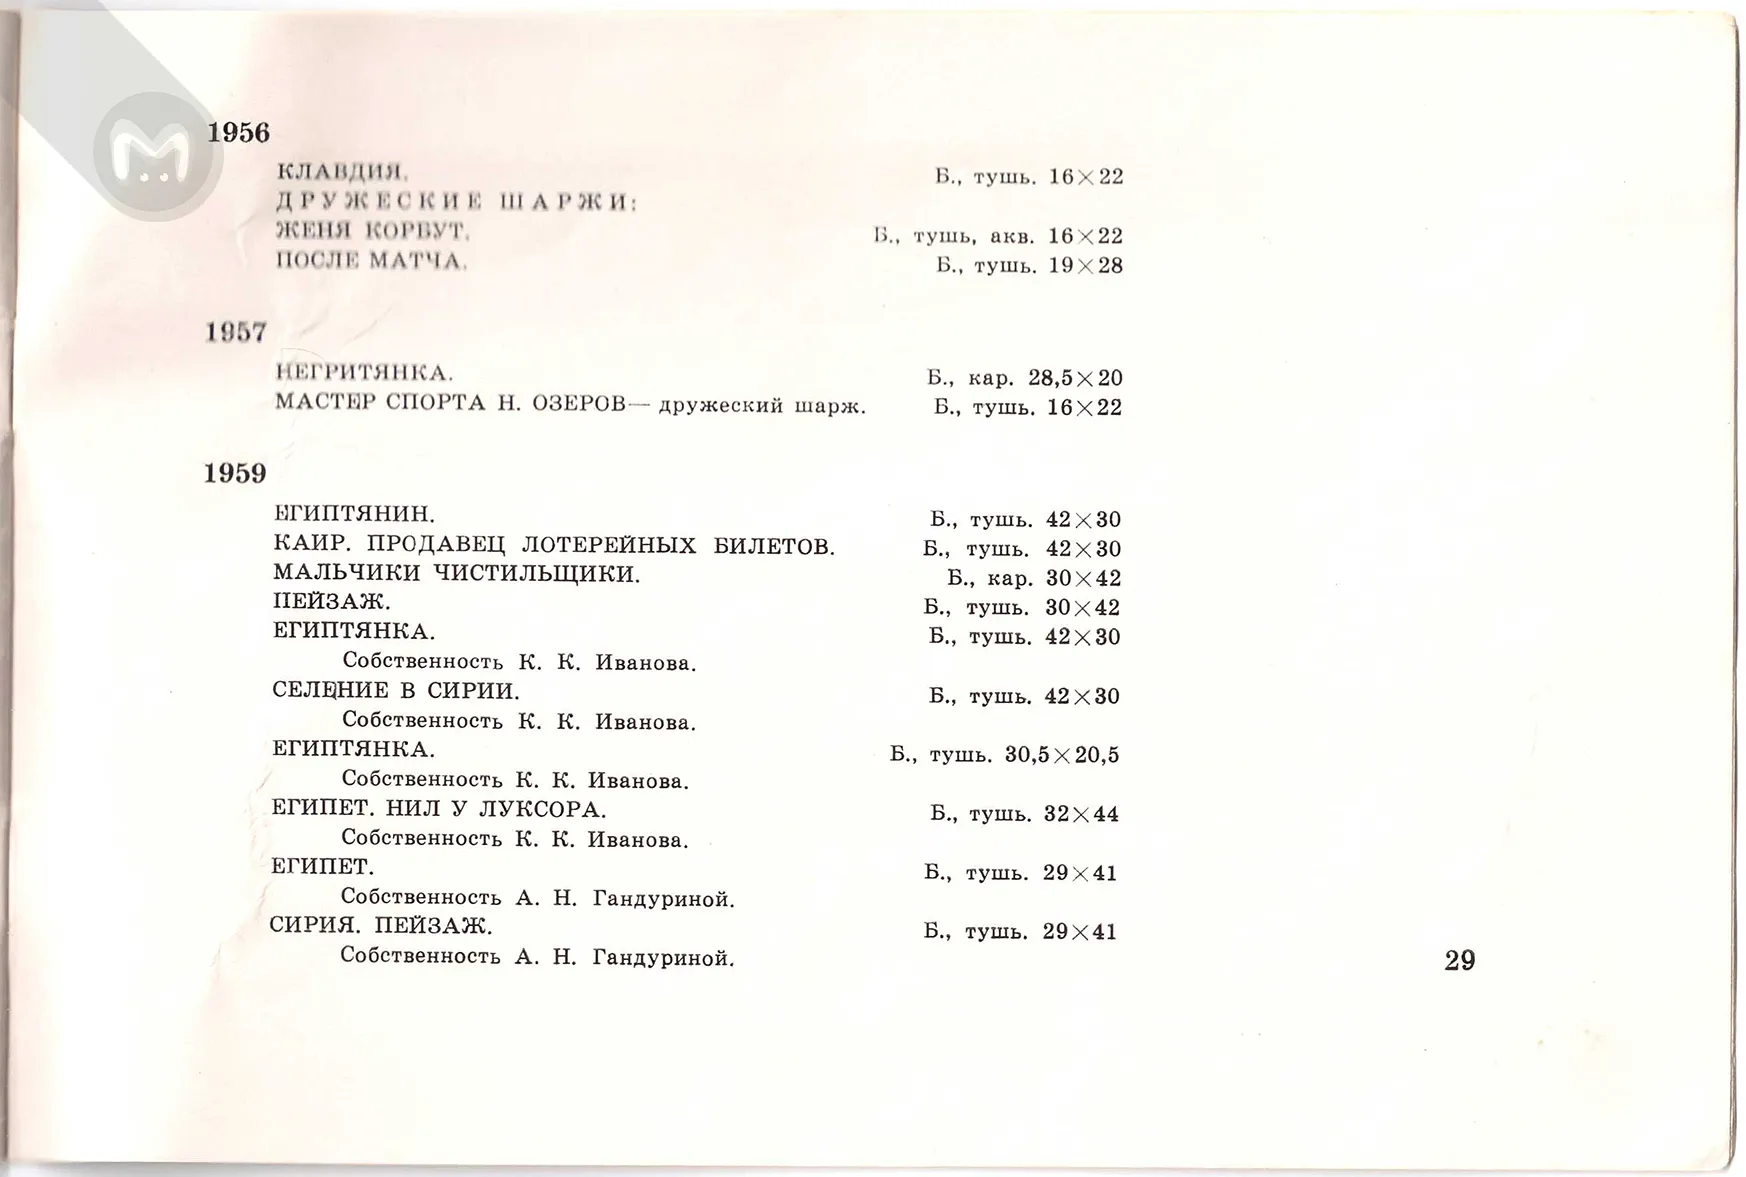 1956
КЛАВДИЯ. Б., тушь. 16×22
ДРУЖЕСКИЕ ШАРЖИ:
ЖЕНЯ КОРБУТ. Б., тушь, акв. 16×22
ПОСЛЕ МАТЧА. Б., тушь. 19×28
1957
НЕГРИТЯНКА. Б., кар. 28,5×20
МАСТЕР СПОРТА Н. ОЗЕРОВ— дружеский шарж. Б., тушь. 16×22
1959
ЕГИПТЯНИН. Б., тушь. 42×30
КАИР. ПРОДАВЕЦ ЛОТЕРЕЙНЫХ БИЛЕТОВ. Б., тушь. 42×30
МАЛЬЧИКИ ЧИСТИЛЬЩИКИ. Б., кар. 30×42
ПЕЙЗАЖ. Б., тушь. 30×42
ЕГИПТЯНКА. Б., тушь. 42×30
Собственность К. К. Иванова.
СЕЛЕНИЕ В СИРИИ. Б., тушь. 42×30
Собственность К. К. Иванова.
ЕГИПТЯНКА. Б., тушь. 30,5×20,5
Собственность К. К. Иванова.
ЕГИПЕТ. НИЛ У ЛУКСОРА. Б., тушь. 32×44
Собственность К. К. Иванова.
ЕГИПЕТ. Б., тушь. 29×41
Собственность А. Н. Гандуриной.
СИРИЯ. ПЕЙЗАЖ. Б., тушь. 29×41
Собственность А. Н. Гандуриной.
29